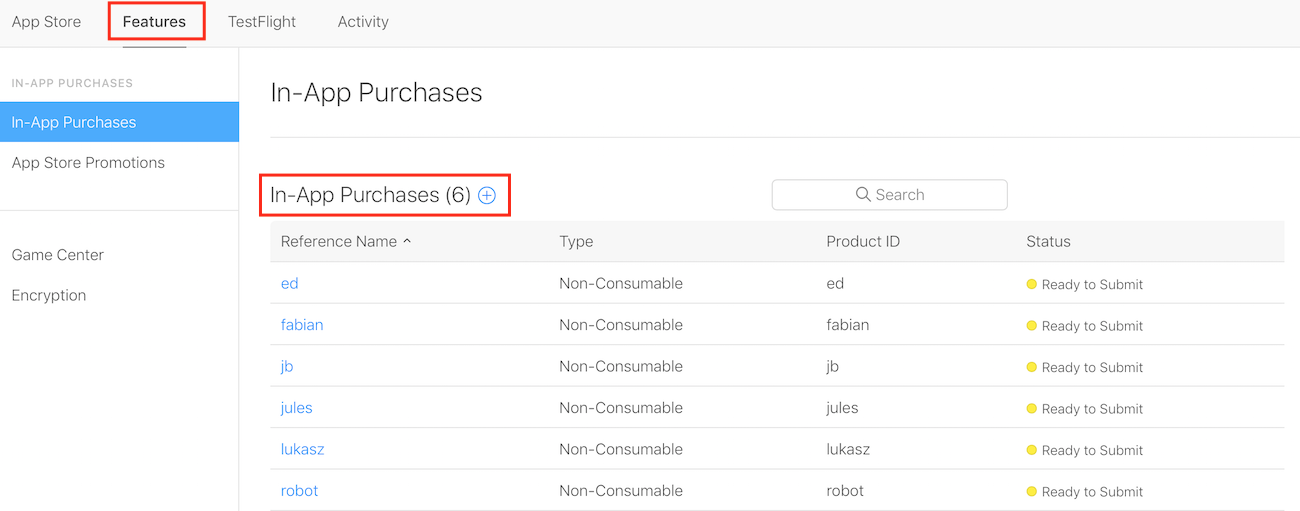 App Store Features TestFlight Activity
IN-APP PURCHASES
In-App Purchases
App Store Promotions
Game Center
Encryption
In-App Purchases
In-App Purchases (6)
Search
Reference Name Type Product ID Status
ed Non-Consumable ed Ready to Submit
fabian Non-Consumable fabian Ready to Submit
jb Non-Consumable jb Ready to Submit
jules Non-Consumable jules Ready to Submit
lukasz Non-Consumable lukasz Ready to Submit
robot Non-Consumable robot Ready to Submit